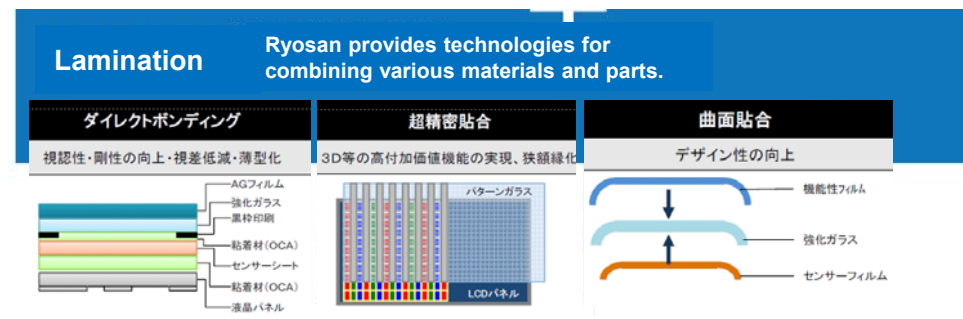 Lamination
Ryosan provides technologies for
combining various materials and parts.
ダイレクトボンディング
視認性・剛性の向上・視差低減・薄型化
AGフィルム
強化ガラス
黒枠印刷
粘着材(OCA)
センサーシート
粘着材(OCA)
液晶パネル
超精密貼合
3D等の高付加価値機能の実現、狭額縁化
パターンガラス
LCDパネル
曲面貼合
デザイン性の向上
機能性フィルム
強化ガラス
センサーフィルム